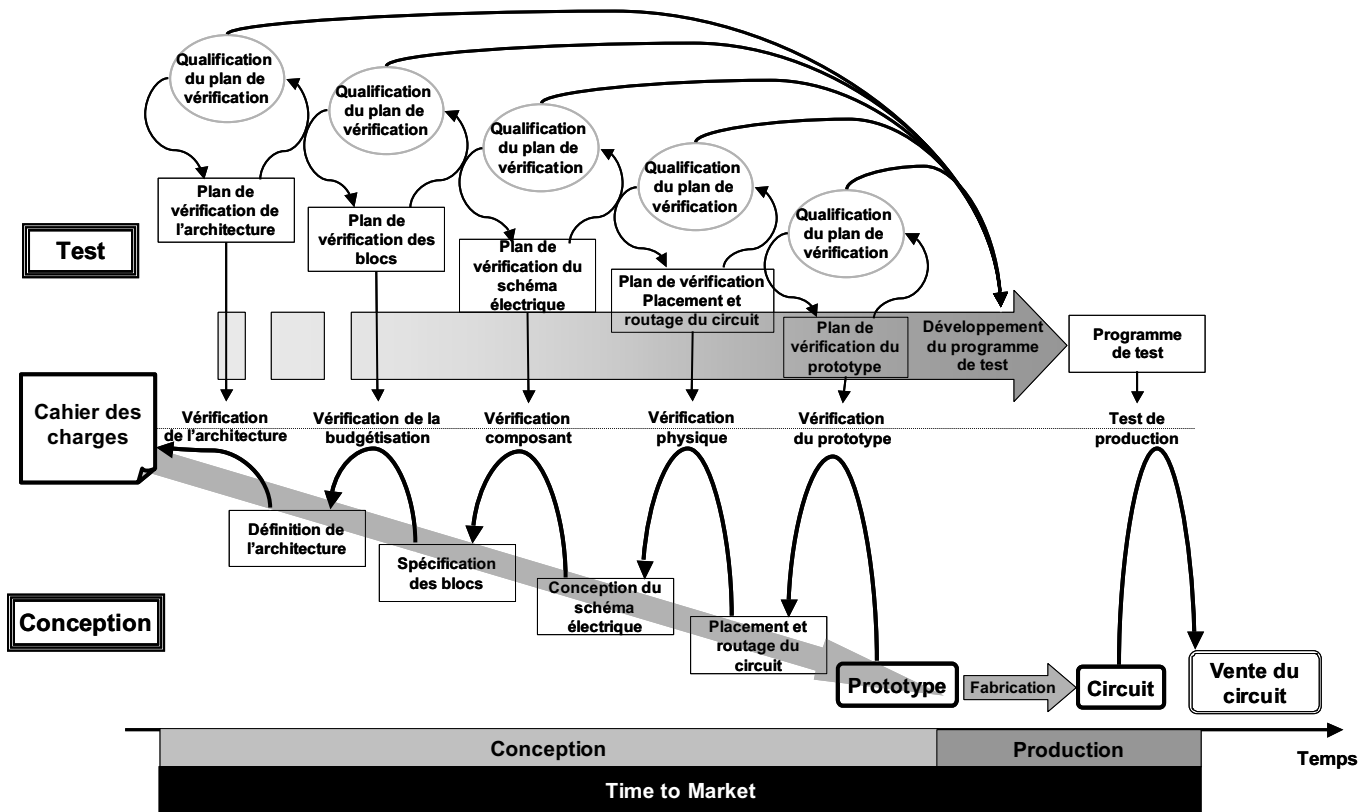 Qualification
du plan de
vérification
Qualification
du plan de
vérification
Qualification
du plan de
vérification
Qualification
du plan de
vérification
Qualification
du plan de
vérification
Test
Plan de
vérification de
l'architecture
Plan de
vérification des
blocs
Plan de
vérification du
schéma
électrique
Plan de vérification
Placement et
routage du circuit
Plan de
vérification du
prototype
Développement
du programme
de test
Programme
de test
Cahier des
charges
Vérification
de l'architecture
Vérification de la
budgétisation
Vérification
composant
Vérification
physique
Vérification
du prototype
Test de
production
Définition de
l'architecture
Spécification
des blocs
Conception du
schéma
électrique
Placement et
routage du
circuit
Conception
Prototype
Fabrication
Circuit
Vente du
circuit
Conception
Production
Temps
Time to Market